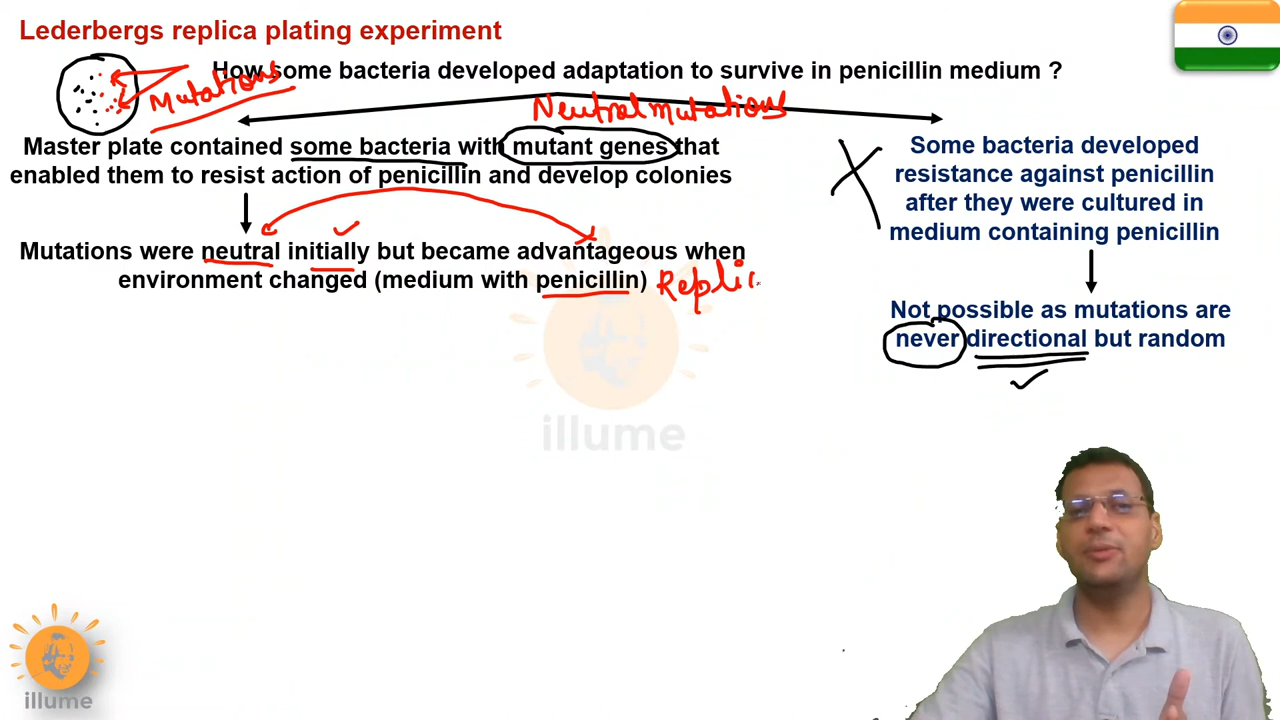 Lederbergs replica plating experiment
How some bacteria developed adaptation to survive in penicillin medium ?
Mutations
Neutral mutations
Master plate contained some bacteria with mutant genes that
enabled them to resist action of penicillin and develop colonies
Mutations were neutral initially but became advantageous when
environment changed (medium with penicillin) Replic
Some bacteria developed
resistance against penicillin
after they were cultured in
medium containing penicillin
Not possible as mutations are
never directional but random
illume
illume